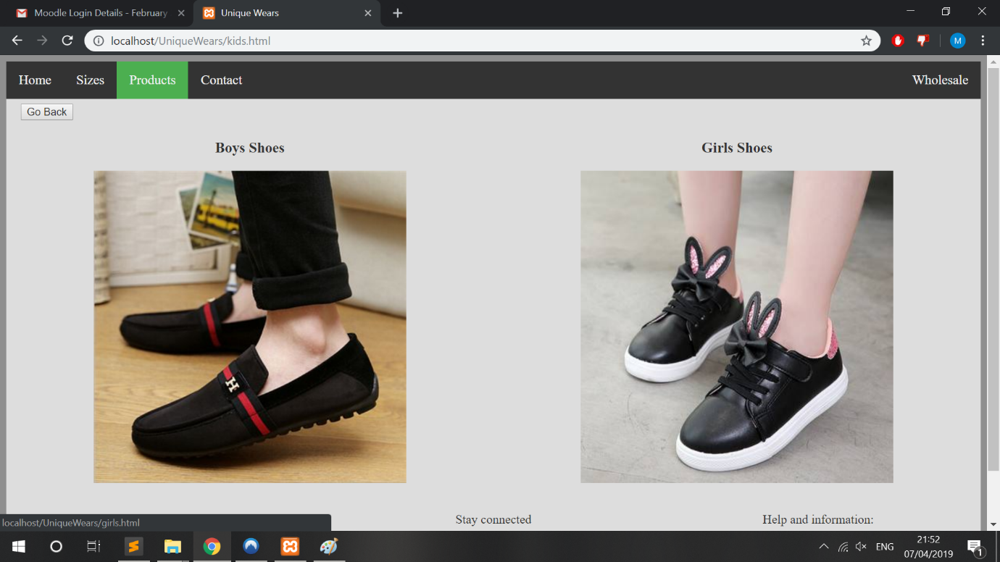 Moodle Login Details - February
Unique Wears
localhost/UniqueWears/kids.html
M
Home Sizes Products Contact Wholesale
Go Back
Boys Shoes Girls Shoes
H
localhost/UniqueWears/girls.html
Stay connected Help and information:
ENG
21:52
07/04/2019
1